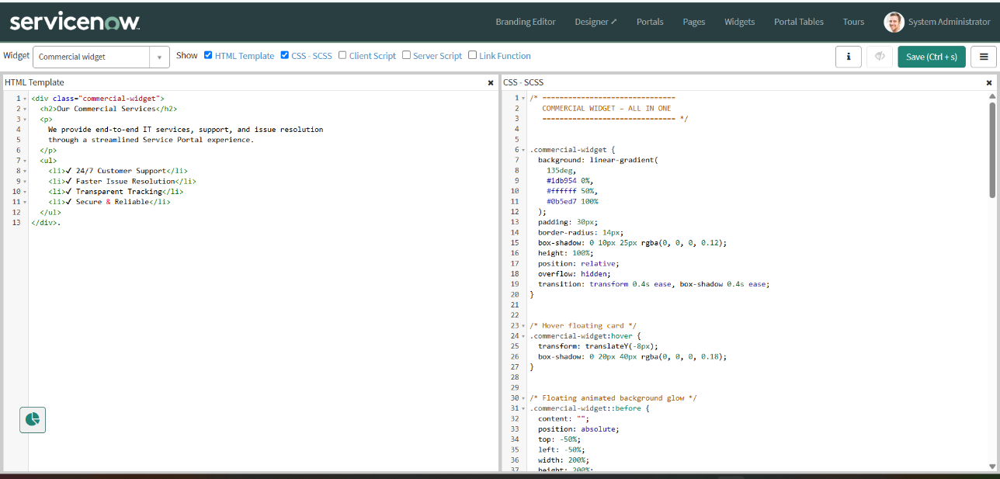 servicenow
Branding Editor Designer Portals Pages Widgets Portal Tables Tours System Administrator
Widget Commercial widget Show HTML Template CSS - SCSS Client Script Server Script Link Function i Save (Ctrl + s)
HTML Template
1 <div class="commercial-widget">
2 <h2>Our Commercial Services</h2>
3 <p>
4 We provide end-to-end IT services, support, and issue resolution
5 through a streamlined Service Portal experience.
6 </p>
7 <ul>
8 <li>✔ 24/7 Customer Support</li>
9 <li>✔ Faster Issue Resolution</li>
10 <li>✔ Transparent Tracking</li>
11 <li>✔ Secure & Reliable</li>
12 </ul>
13 </div>.
CSS - SCSS
1 /* ===============================
2 COMMERCIAL WIDGET – ALL IN ONE
3 =============================== */
4
5
6 .commercial-widget {
7 background: linear-gradient(
8 135deg,
9 #1db954 0%,
10 #ffffff 50%,
11 #0b5ed7 100%
12 );
13 padding: 30px;
14 border-radius: 14px;
15 box-shadow: 0 10px 25px rgba(0, 0, 0, 0.12);
16 height: 100%;
17 position: relative;
18 overflow: hidden;
19 transition: transform 0.4s ease, box-shadow 0.4s ease;
20 }
21
22
23 /* Hover floating card */
24 .commercial-widget:hover {
25 transform: translateY(-8px);
26 box-shadow: 0 20px 40px rgba(0, 0, 0, 0.18);
27 }
28
29
30 /* Floating animated background glow */
31 .commercial-widget::before {
32 content: "";
33 position: absolute;
34 top: -50%;
35 left: -50%;
36 width: 200%;
37 height: 200%;